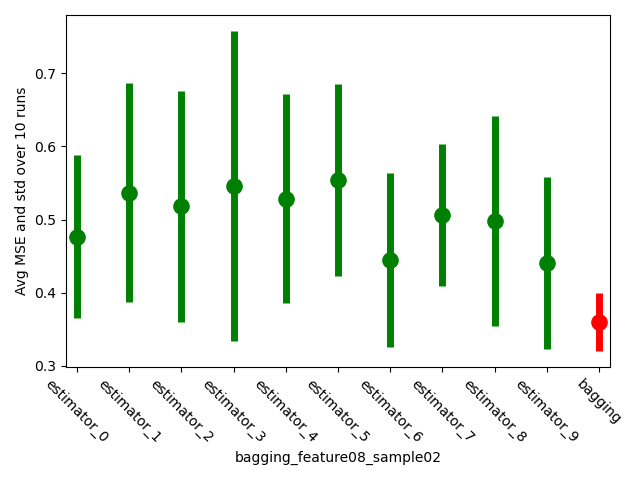 Avg MSE and std over 10 runs
0.7
0.6
0.5
0.4
0.3
estimator_0
estimator_1
estimator_2
estimator_3
estimator_4
estimator_5
estimator_6
estimator_7
estimator_8
estimator_9
bagging
bagging_feature08_sample02